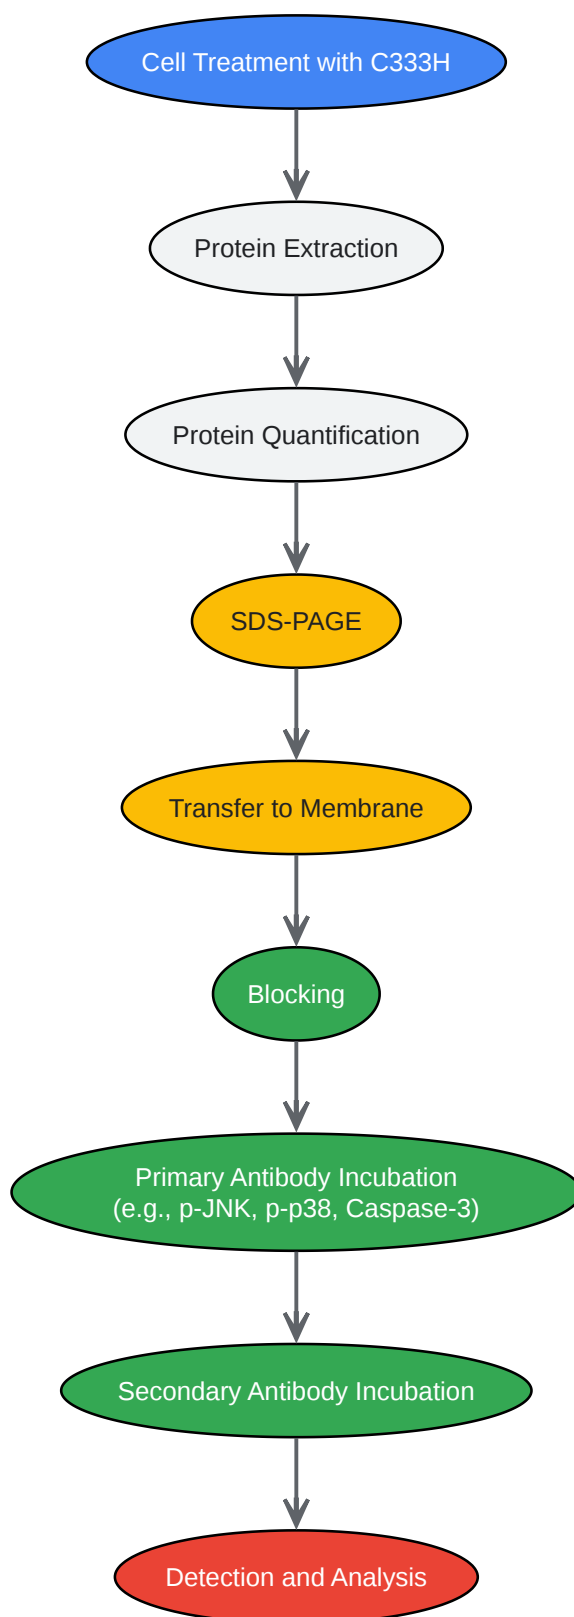 Cell Treatment with C333H
Protein Extraction
Protein Quantification
SDS-PAGE
Transfer to Membrane
Blocking
Primary Antibody Incubation
(e.g., p-JNK, p-p38, Caspase-3)
Secondary Antibody Incubation
Detection and Analysis